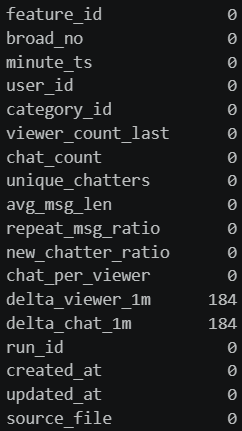 feature_id 0
broad_no 0
minute_ts 0
user_id 0
category_id 0
viewer_count_last 0
chat_count 0
unique_chatters 0
avg_msg_len 0
repeat_msg_ratio 0
new_chatter_ratio 0
chat_per_viewer 0
delta_viewer_1m 184
delta_chat_1m 184
run_id 0
created_at 0
updated_at 0
source_file 0